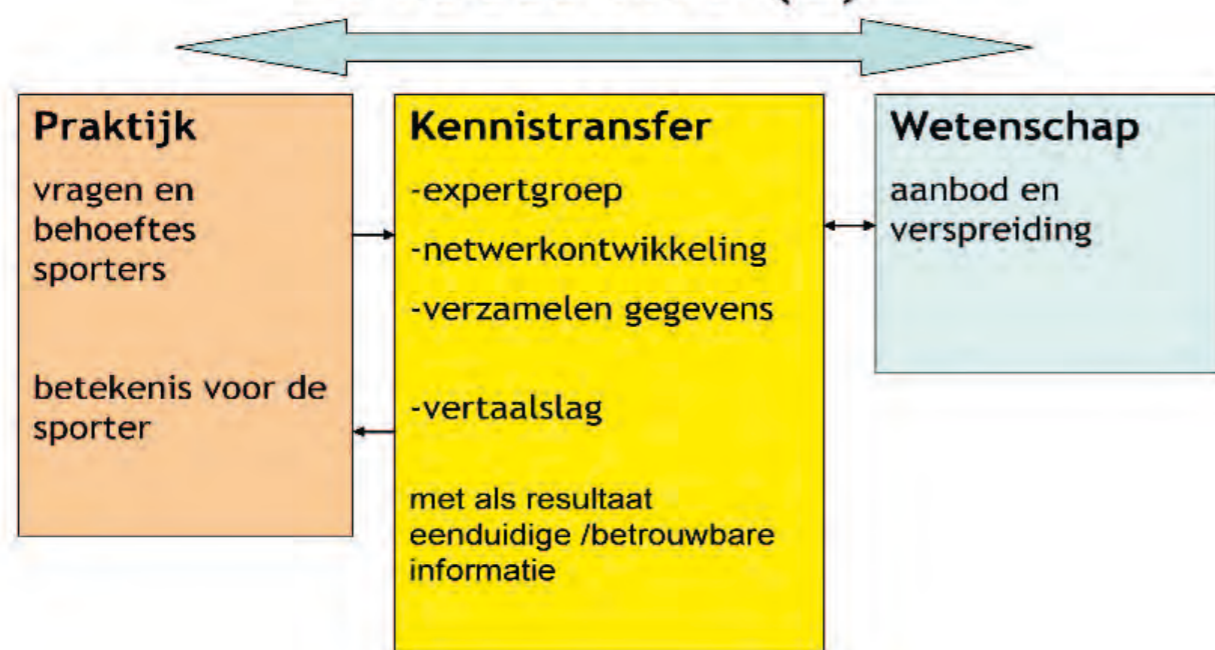 Praktijk
vragen en
behoeftes
sporters
betekenis voor de
sporter
Kennistransfer
-expertgroep
-netwerkontwikkeling
-verzamelen gegevens
-vertaalslag
met als resultaat
eenduidige /betrouwbare
informatie
Wetenschap
aanbod en
verspreiding